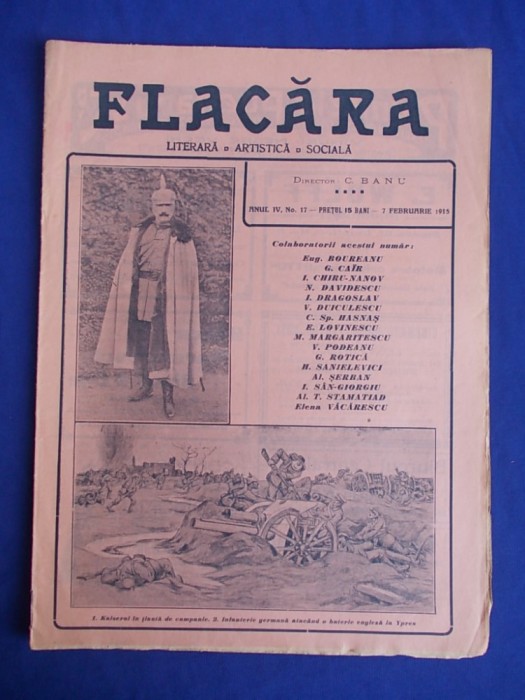 FLACĂRA
LITERARĂ ▫ ARTISTICĂ ▫ SOCIALĂ
DIRECTOR C. BANU
ANUL IV, No. 17 — PREȚUL 15 BANI — 7 FEBRUARIE 1915
Colaboratorii acestui număr:
Eug. BOUREANU
G. CAÏR
I. CHIRU-NANOV
N. DAVIDESCU
I. DRAGOSLAV
V. DUICULESCU
C. Sp. HASNAȘ
E. LOVINESCU
M. MARGARITESCU
V. PODEANU
G. ROTICĂ
H. SANIELEVICI
Al. ȘERBAN
I. SÂN-GIORGIU
Al. T. STAMATIAD
Elena VĂCĂRESCU
1. Kaiserul în ținută de campanie. 2. Infanterie germană atacând o baterie engleză la Ypres